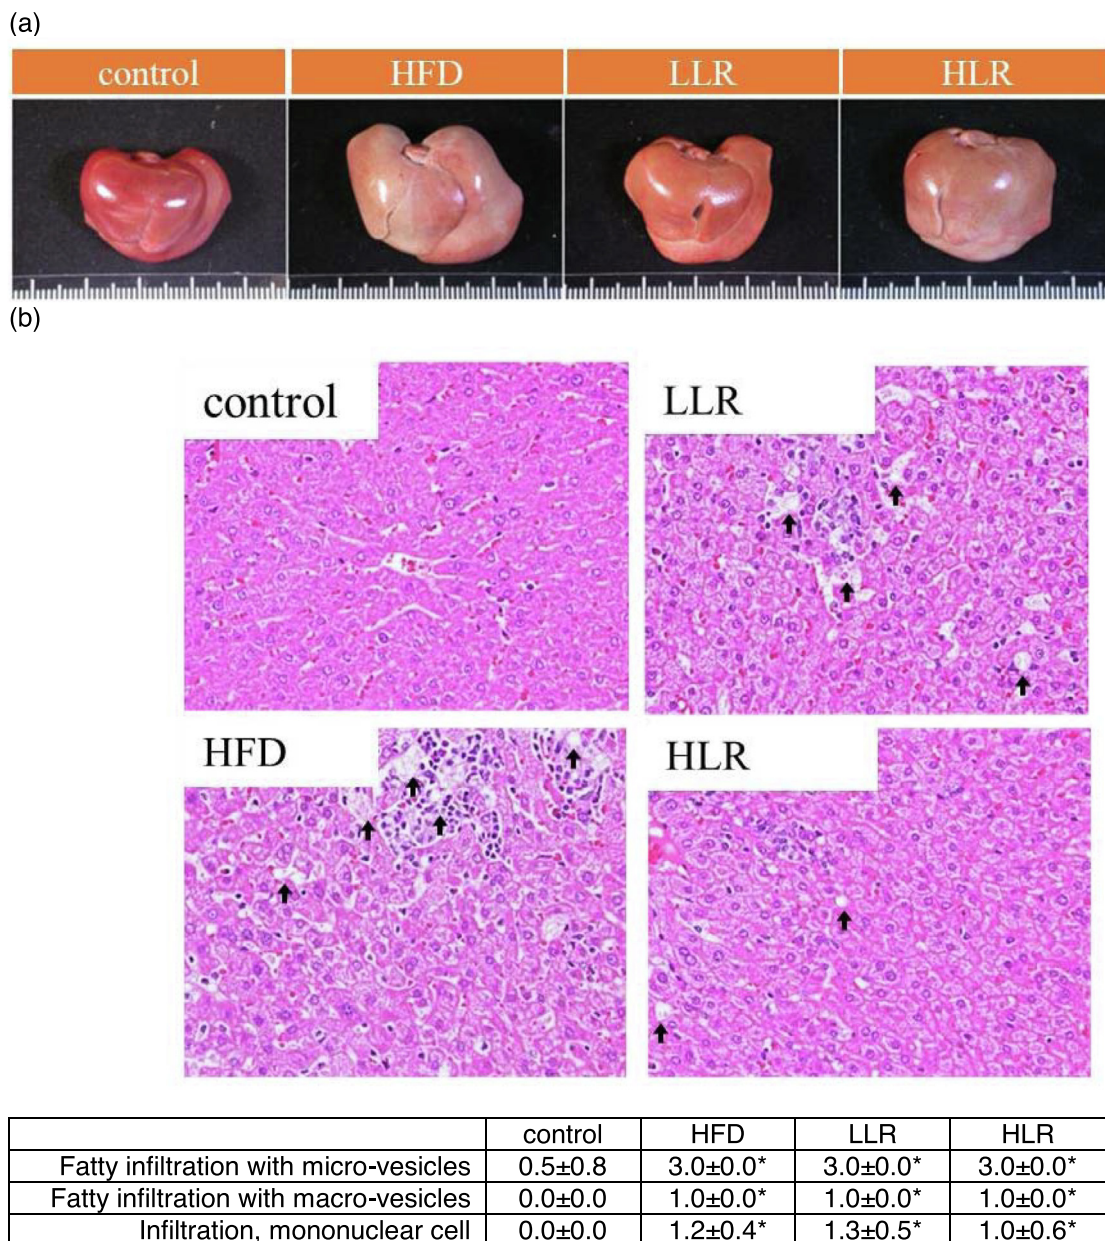 (a)
control HFD LLR HLR
(b)
control
LLR
HFD
HLR
control HFD LLR HLR
Fatty infiltration with micro-vesicles 0.5±0.8 3.0±0.0* 3.0±0.0* 3.0±0.0*
Fatty infiltration with macro-vesicles 0.0±0.0 1.0±0.0* 1.0±0.0* 1.0±0.0*
Infiltration, mononuclear cell 0.0±0.0 1.2±0.4* 1.3±0.5* 1.0±0.6*